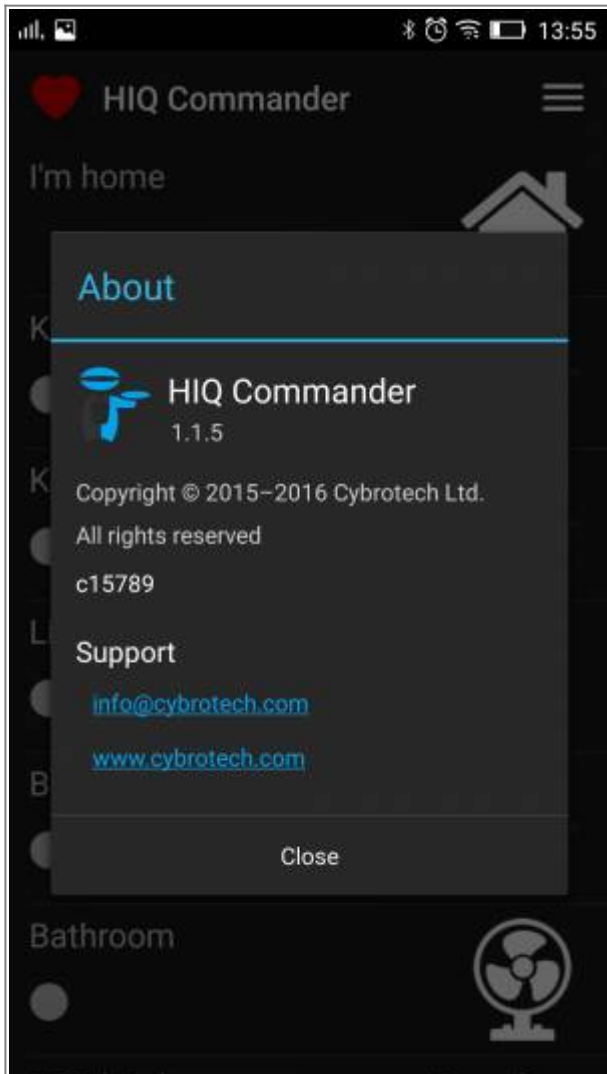 13:55
HIQ Commander
I'm home
About
K
HIQ Commander
1.1.5
K
Copyright © 2015–2016 Cybrotech Ltd.
All rights reserved
c15789
Li
Support
info@cybrotech.com
www.cybrotech.com
B
Close
Bathroom